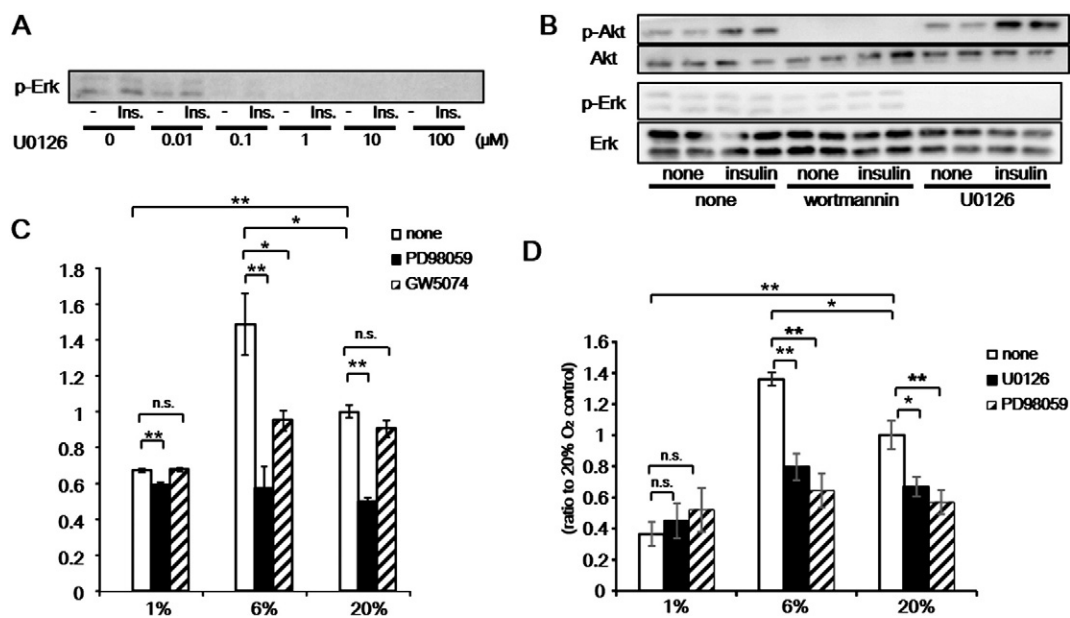 A
p-Erk
- Ins. - Ins. - Ins. - Ins. - Ins. - Ins.
U0126 0 0.01 0.1 1 10 100 (μM)
B
p-Akt
Akt
p-Erk
Erk
none insulin none insulin none insulin
none wortmannin U0126
C
**
*
none
PD98059
GW5074
*
**
n.s.
**
n.s.
**
1.8
1.6
1.4
1.2
1
0.8
0.6
0.4
0.2
0
1% 6% 20%
D
**
*
none
U0126
PD98059
**
**
**
*
n.s.
n.s.
(ratio to 20% O₂ control)
1.6
1.4
1.2
1
0.8
0.6
0.4
0.2
0
1% 6% 20%